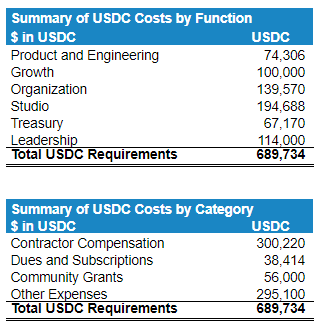 Summary of USDC Costs by Function
$ in USDC USDC
Product and Engineering 74,306
Growth 100,000
Organization 139,570
Studio 194,688
Treasury 67,170
Leadership 114,000
Total USDC Requirements 689,734
Summary of USDC Costs by Category
$ in USDC USDC
Contractor Compensation 300,220
Dues and Subscriptions 38,414
Community Grants 56,000
Other Expenses 295,100
Total USDC Requirements 689,734